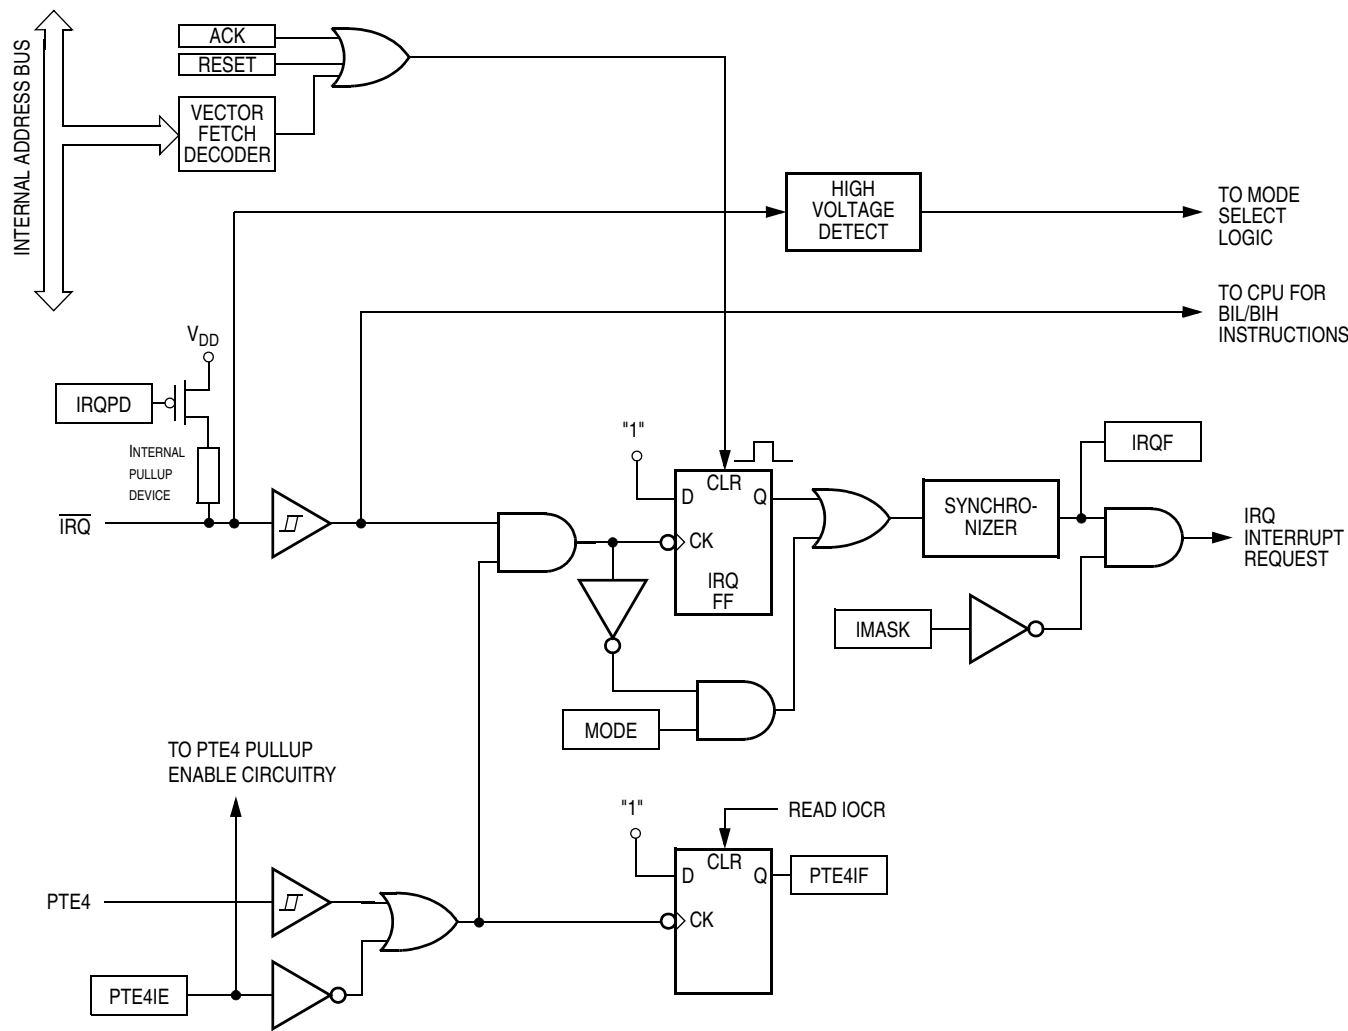 INTERNAL ADDRESS BUS
ACK
RESET
VECTOR
FETCH
DECODER
HIGH
VOLTAGE
DETECT
TO MODE
SELECT
LOGIC
TO CPU FOR
BIL/BIH
INSTRUCTIONS
VDD
IRQPD
INTERNAL
PULLUP
DEVICE
IRQ
"1"
D
CLR
Q
CK
IRQ
FF
SYNCHRO-
NIZER
IRQF
IRQ
INTERRUPT
REQUEST
IMASK
MODE
TO PTE4 PULLUP
ENABLE CIRCUITRY
"1"
READ IOCR
D
CLR
Q
CK
PTE4IF
PTE4
PTE4IE